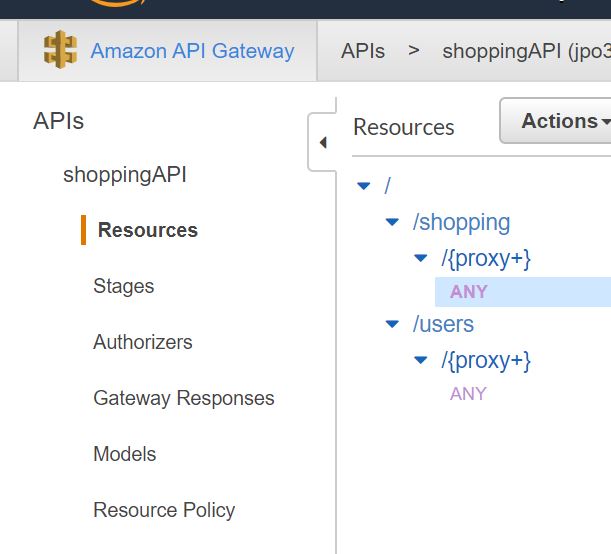 Amazon API Gateway
APIs > shoppingAPI (jpo3
APIs
shoppingAPI
Resources
Stages
Authorizers
Gateway Responses
Models
Resource Policy
Resources
Actions
/
/shopping
/{proxy+}
ANY
/users
/{proxy+}
ANY